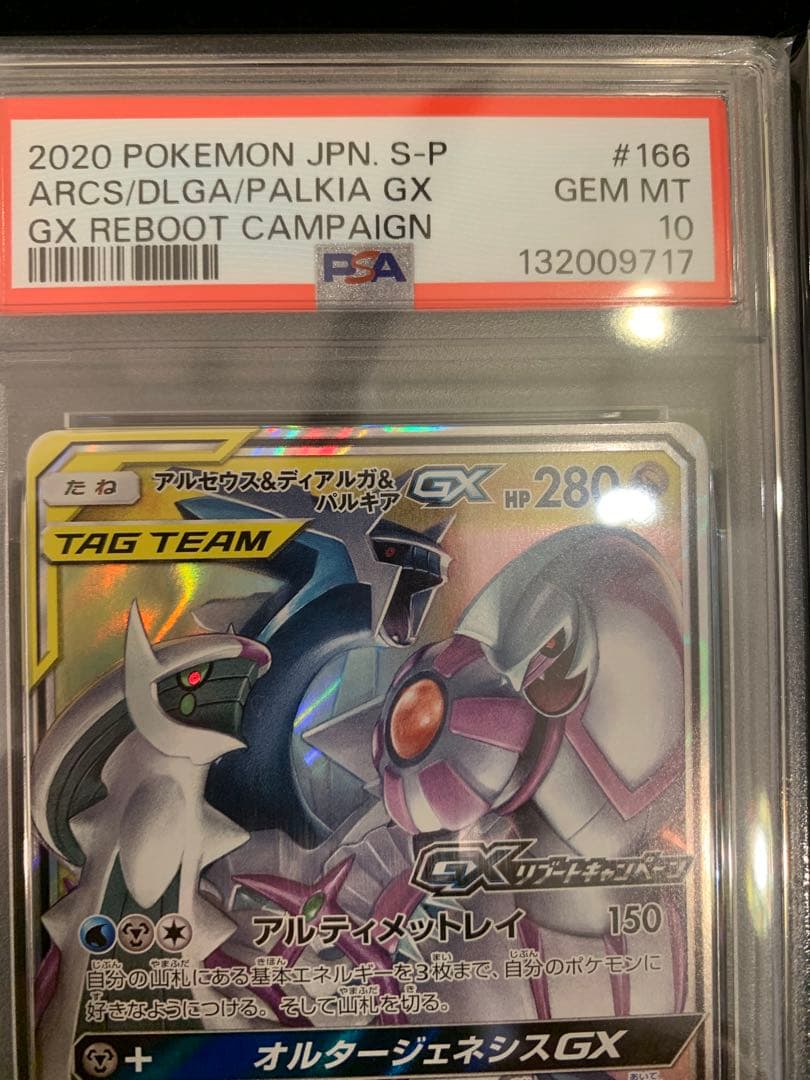 2020 POKEMON JPN. S-P #166
ARCS/DLGA/PALKIA GX GEM MT
GX REBOOT CAMPAIGN 10
PSA 132009717
たね アルセウス&ディアルガ& GX HP 280
パルキア
TAG TEAM
GXリブートキャンペーン
アルティメットレイ 150
自分の山札にある基本エネルギーを3枚まで、自分のポケモンに
好きなようにつける。そして山札を切る。
+ オルタージェネシスGX
あいて